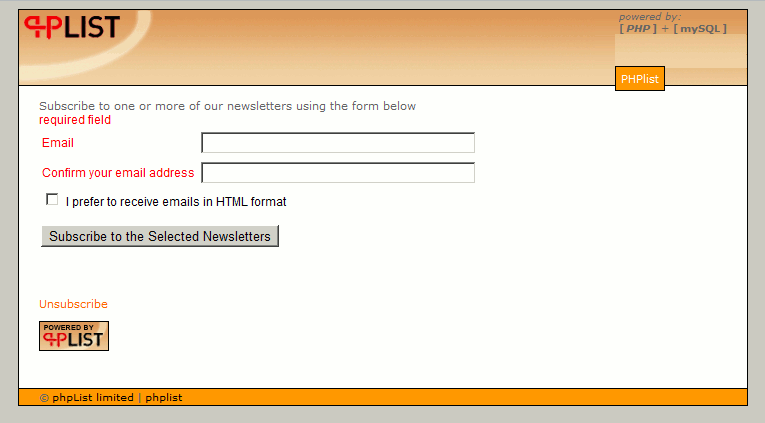 PHPLIST
powered by:
[ PHP ] + [ mySQL ]
PHPlist
Subscribe to one or more of our newsletters using the form below
required field
Email
Confirm your email address
I prefer to receive emails in HTML format
Subscribe to the Selected Newsletters
Unsubscribe
POWERED BY
PHPLIST
© phpList limited | phplist